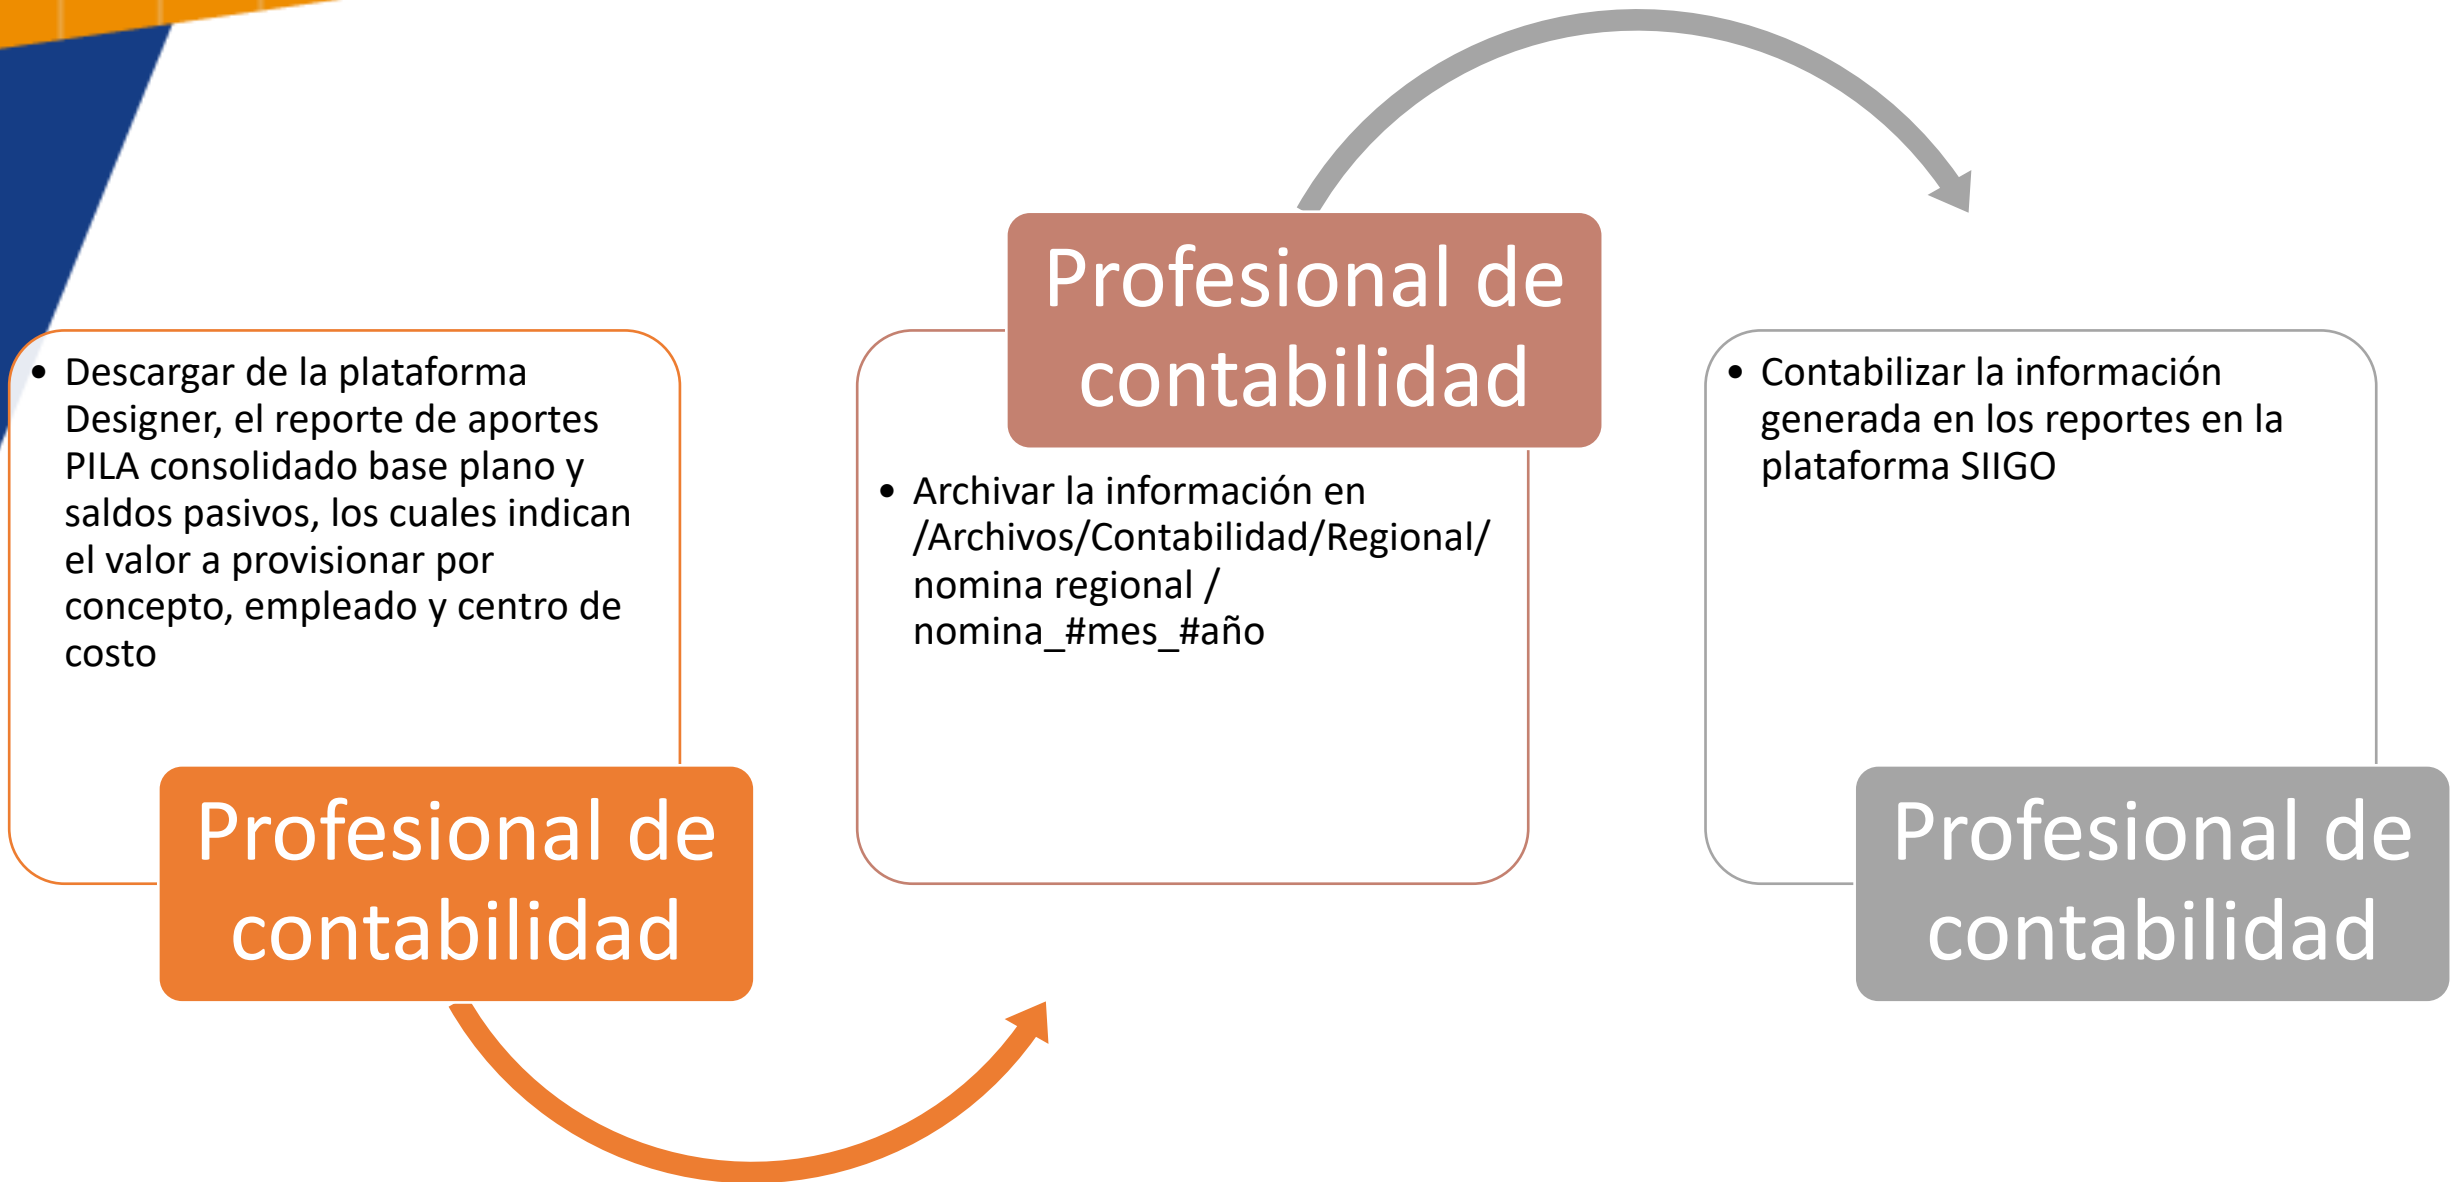 • Descargar de la plataforma
Designer, el reporte de aportes
PILA consolidado base plano y
saldos pasivos, los cuales indican
el valor a provisionar por
concepto, empleado y centro de
costo
Profesional de
contabilidad
Profesional de
contabilidad
• Archivar la información en
/Archivos/Contabilidad/Regional/
nomina regional /
nomina_#mes_#año
• Contabilizar la información
generada en los reportes en la
plataforma SIIGO
Profesional de
contabilidad